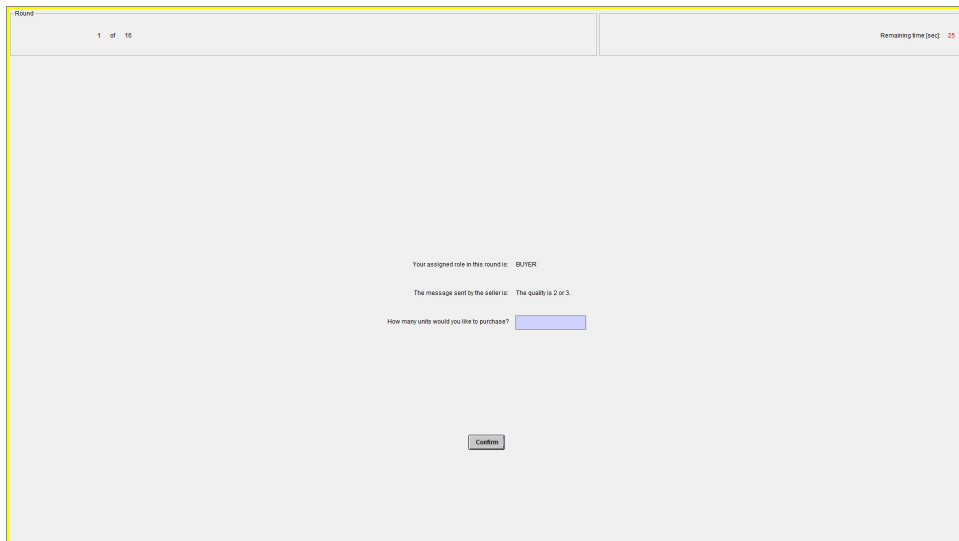 Round
1 of 16
Remaining time [sec]: 25
Your assigned role in this round is: BUYER
The message sent by the seller is: The quality is 2 or 3.
How many units would you like to purchase?
Confirm